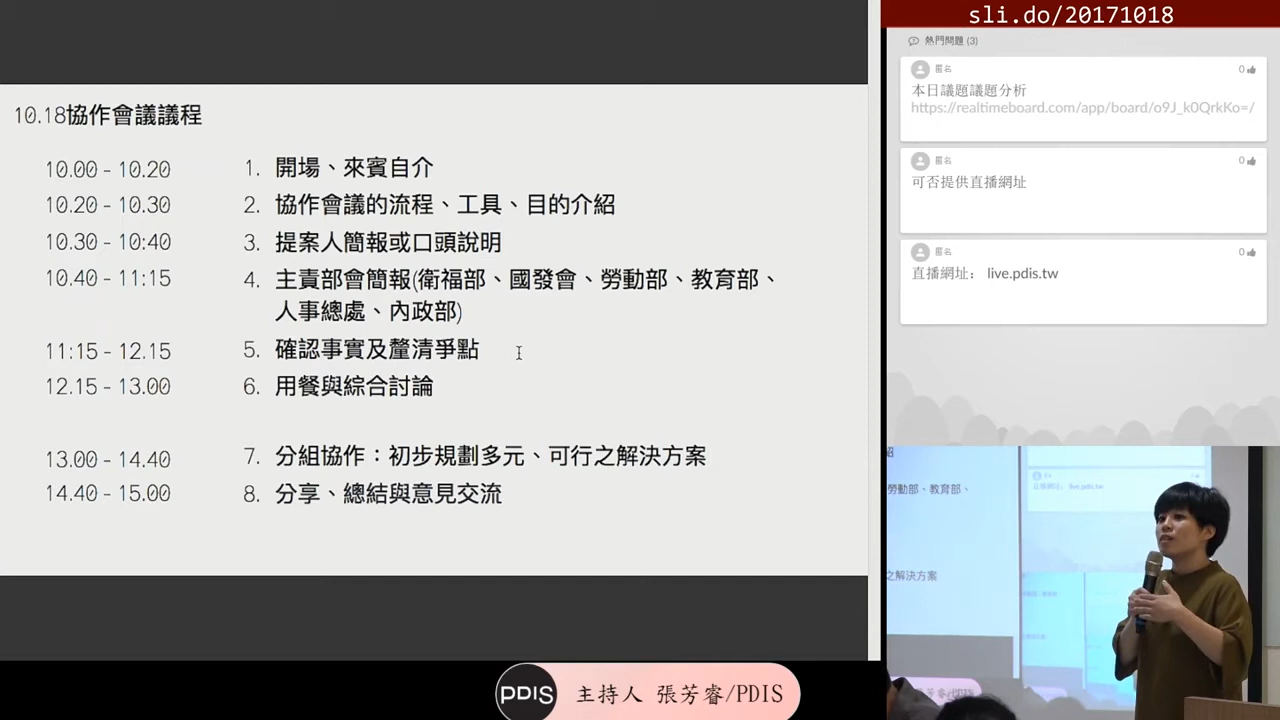 10.18協作會議議程
10.00 - 10.20 1. 開場、來賓自介
10.20 - 10.30 2. 協作會議的流程、工具、目的介紹
10.30 - 10:40 3. 提案人簡報或口頭說明
10.40 - 11:15 4. 主責部會簡報(衛福部、國發會、勞動部、教育部、
人事總處、內政部)
11:15 - 12.15 5. 確認事實及釐清爭點
12.15 - 13.00 6. 用餐與綜合討論
13.00 - 14.40 7. 分組協作：初步規劃多元、可行之解決方案
14.40 - 15.00 8. 分享、總結與意見交流
sli.do/20171018
熱門問題 (3)
匿名 0
本日議題議題分析
https://realtimeboard.com/app/board/o9J_k0QrkKo=/
匿名 0
可否提供直播網址
匿名 0
直播網址： live.pdis.tw
勞動部、教育部、
直播網址： live.pdis.tw
之解決方案
PDIS 主持人 張芳睿/PDIS